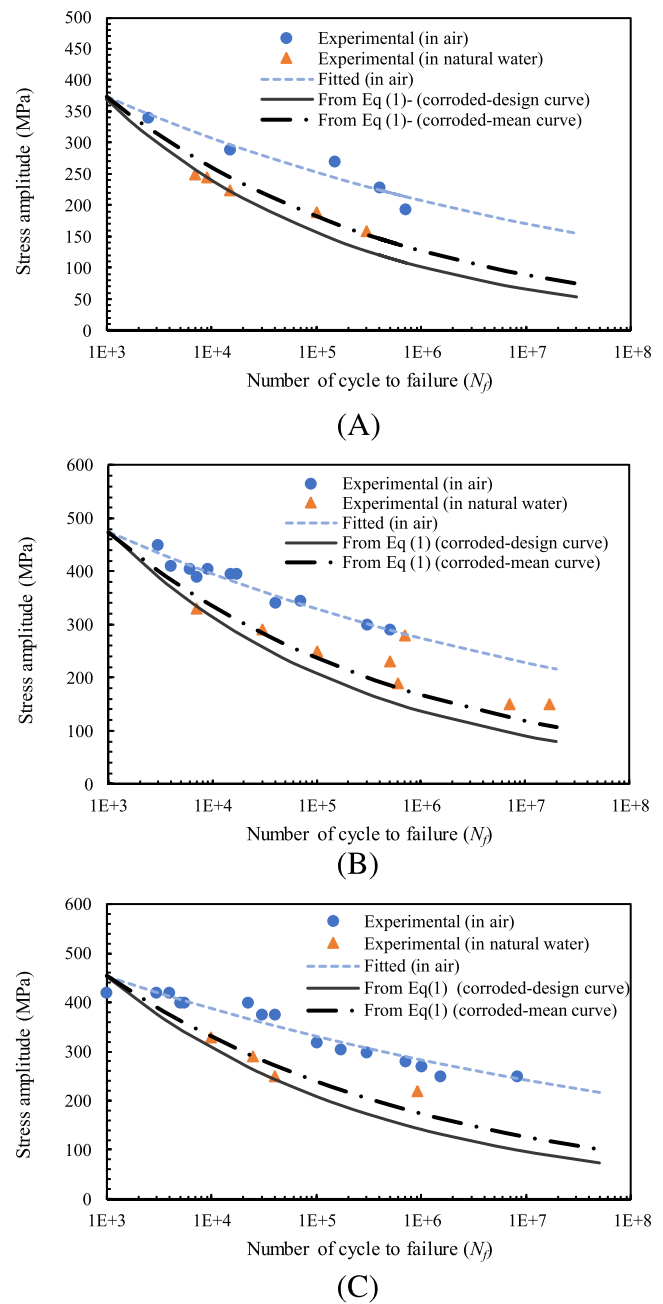 500
450
400
350
300
250
200
150
100
50
0
Stress amplitude (MPa)
Experimental (in air)
Experimental (in natural water)
Fitted (in air)
From Eq (1)- (corroded-design curve)
From Eq (1)- (corroded-mean curve)
1E+3 1E+4 1E+5 1E+6 1E+7 1E+8
Number of cycle to failure (Nf)
(A)
600
500
400
300
200
100
0
Stress amplitude (MPa)
Experimental (in air)
Experimental (in natural water)
Fitted (in air)
From Eq (1) (corroded-design curve)
From Eq (1) (corroded-mean curve)
1E+3 1E+4 1E+5 1E+6 1E+7 1E+8
Number of cycle to failure (Nf)
(B)
600
500
400
300
200
100
0
Stress amplitude (MPa)
Experimental (in air)
Experimental (in natural water)
Fitted (in air)
From Eq(1) (corroded-design curve)
From Eq(1) (corroded-mean curve)
1E+3 1E+4 1E+5 1E+6 1E+7 1E+8
Number of cycle to failure (Nf)
(C)